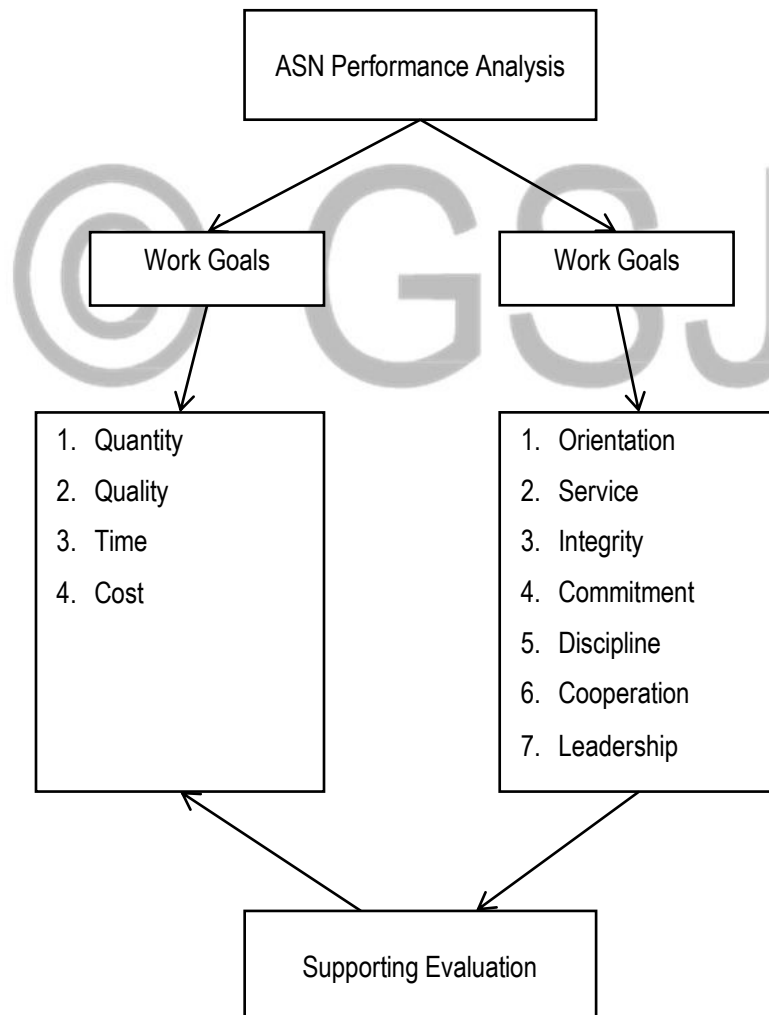 ASN Performance Analysis
© GSJ
Work Goals
Work Goals
1. Quantity
2. Quality
3. Time
4. Cost
1. Orientation
2. Service
3. Integrity
4. Commitment
5. Discipline
6. Cooperation
7. Leadership
Supporting Evaluation